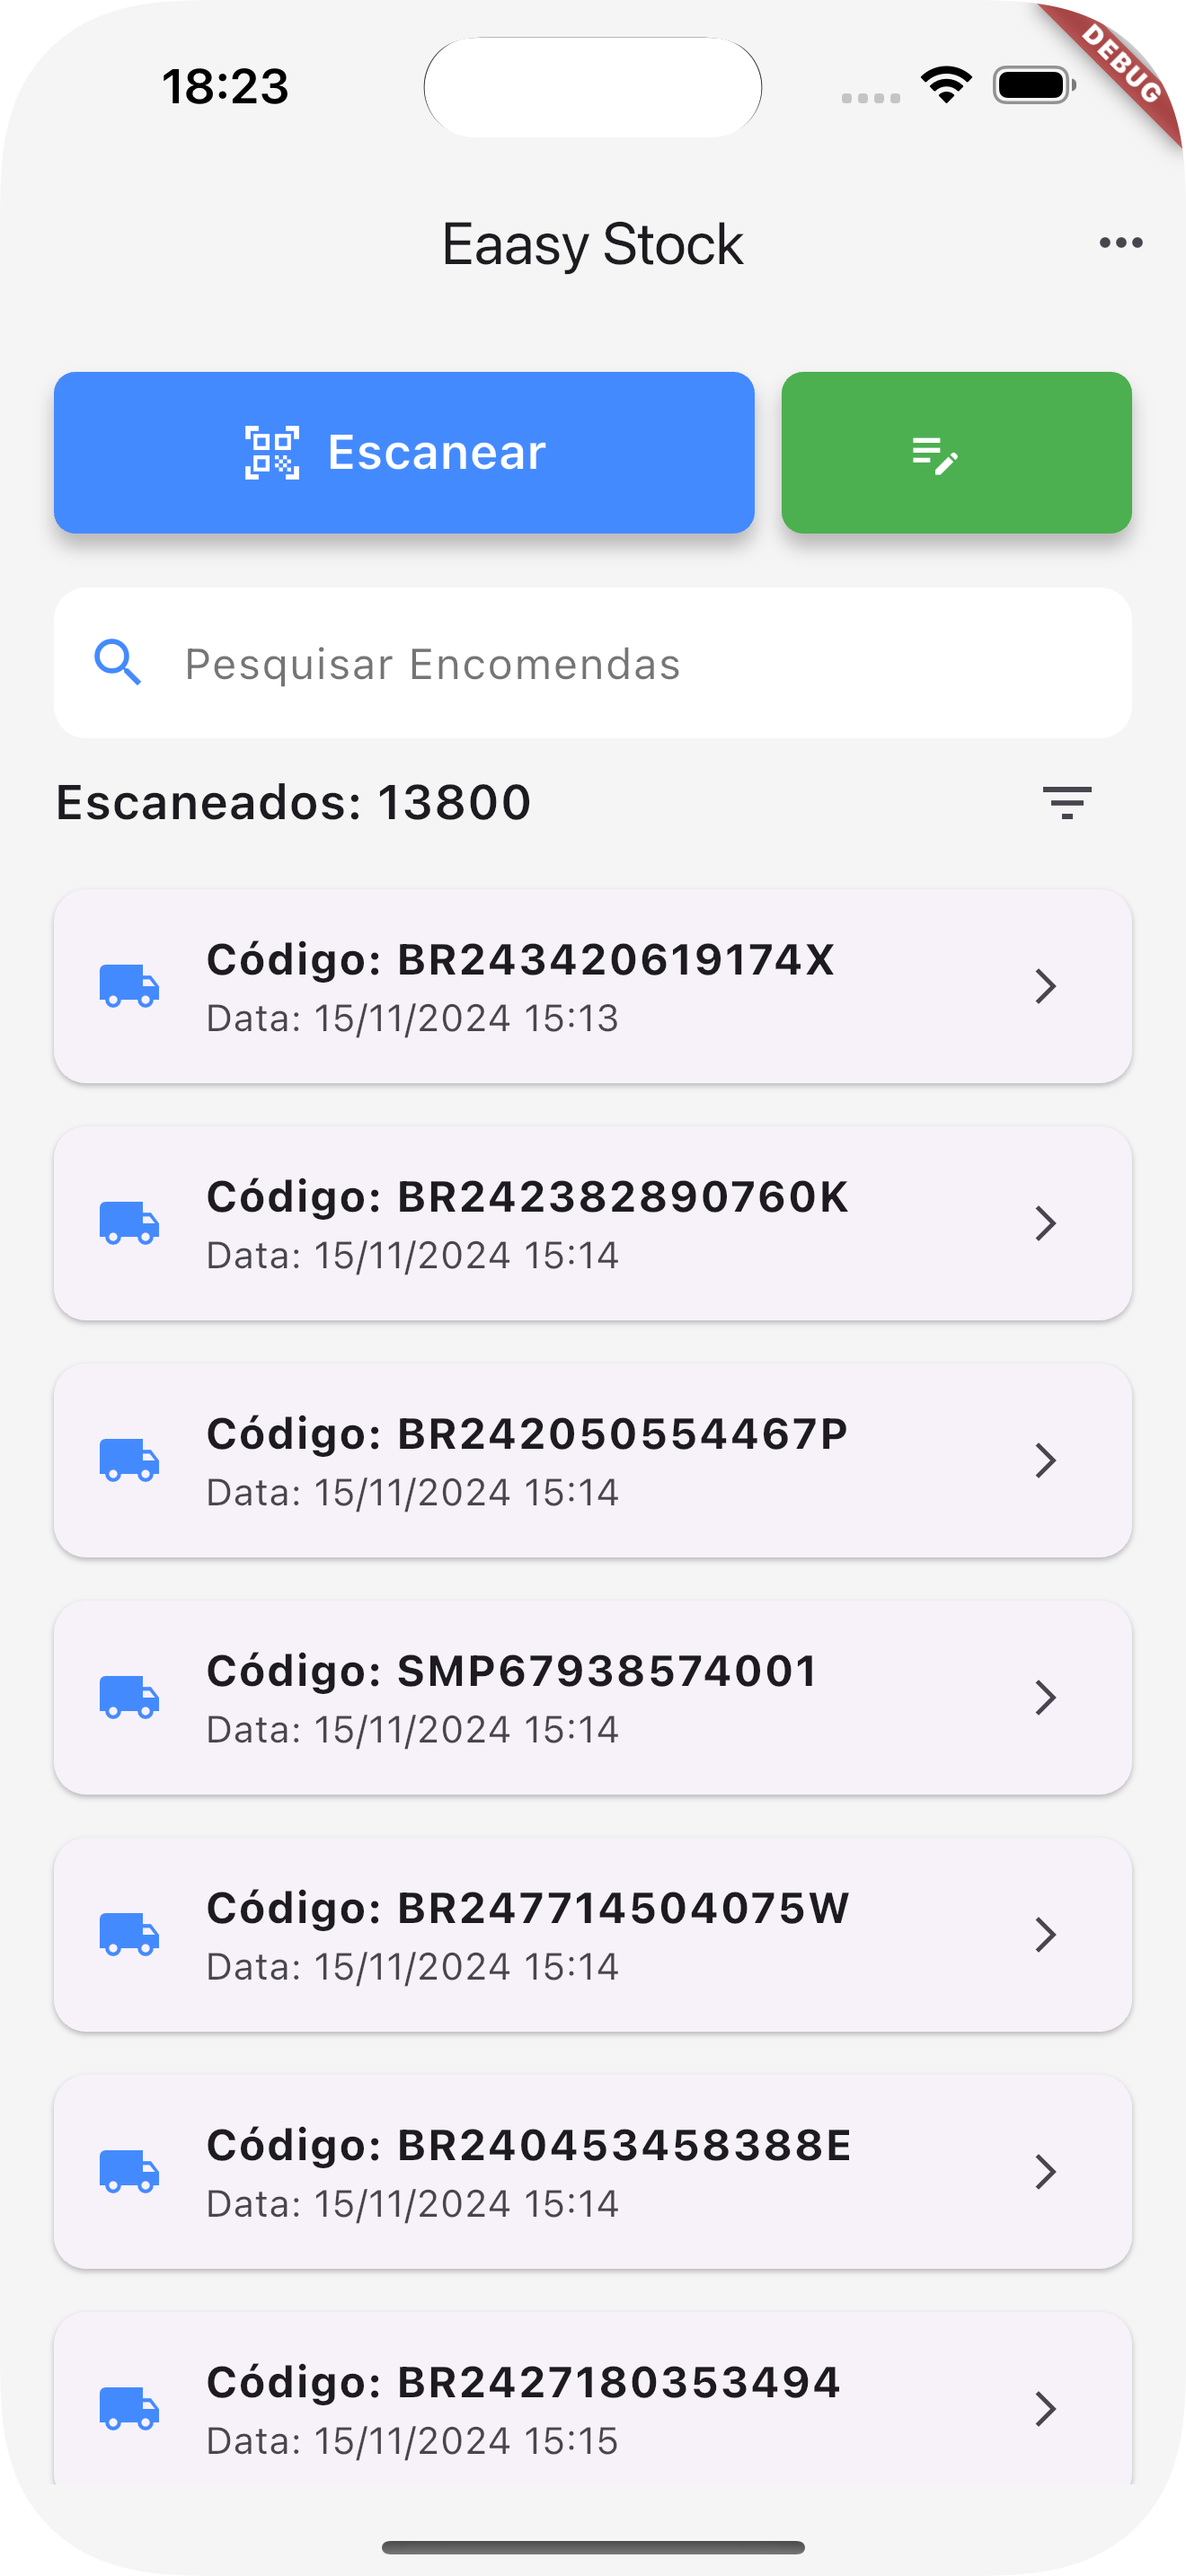 18:23
DEBUG
Eaasy Stock
Escanear
Pesquisar Encomendas
Escaneados: 13800
Código: BR243420619174X
Data: 15/11/2024 15:13
Código: BR242382890760K
Data: 15/11/2024 15:14
Código: BR242050554467P
Data: 15/11/2024 15:14
Código: SMP67938574001
Data: 15/11/2024 15:14
Código: BR247714504075W
Data: 15/11/2024 15:14
Código: BR240453458388E
Data: 15/11/2024 15:14
Código: BR2427180353494
Data: 15/11/2024 15:15